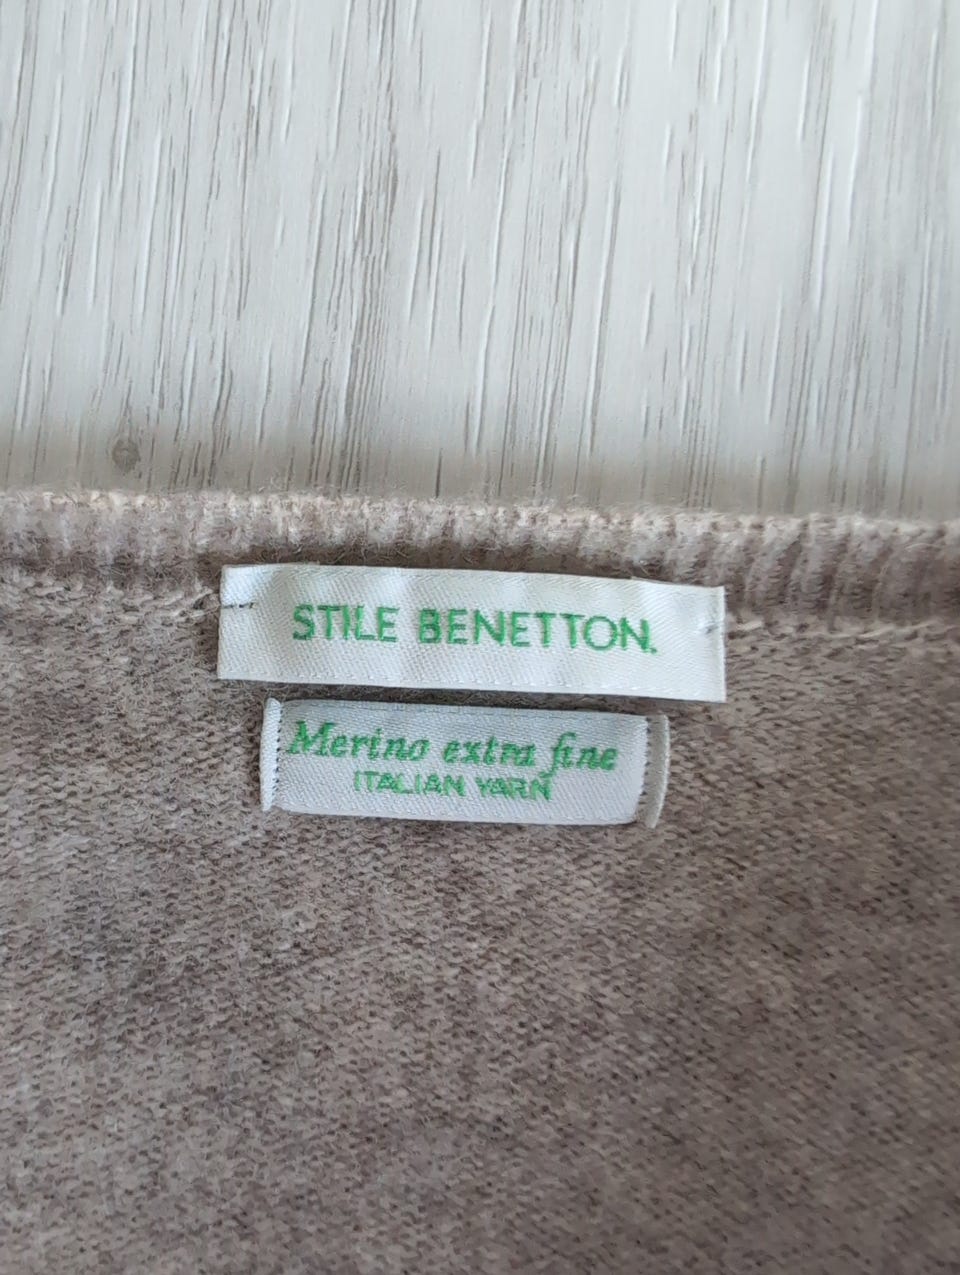 STILE BENETTON.
Merino extra fine
ITALIAN YARN